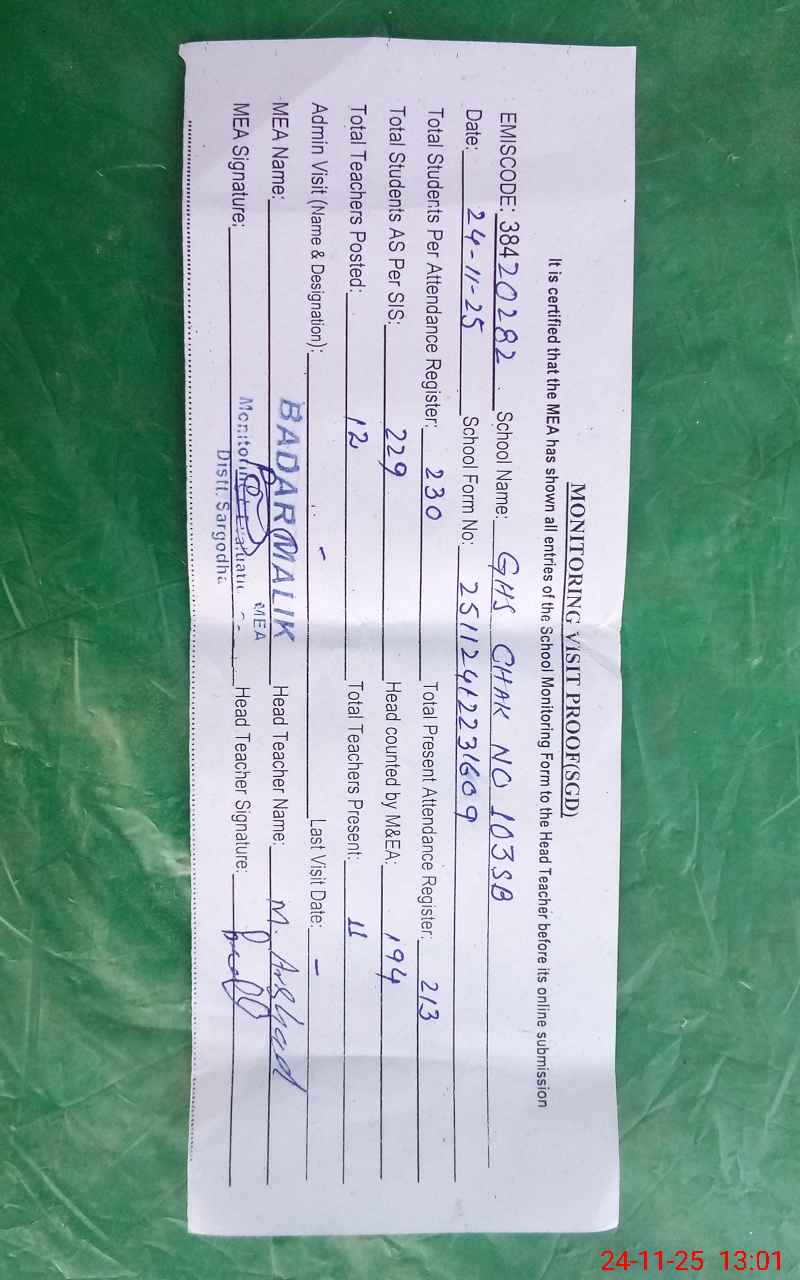 MONITORING VISIT PROOF(SGD)
It is certified that the MEA has shown all entries of the School Monitoring Form to the Head Teacher before its online submission
EMISCODE: 38420282 School Name: GHS CHAK NO 103SB
Date: 24-11-25 School Form No: 25112412231609
Total Students Per Attendance Register: 230 Total Present Attendance Register: 213
Total Students AS Per SIS: 229 Head counted by M&EA: 194
Total Teachers Posted: 12 Total Teachers Present: 11
Admin Visit (Name & Designation): - Last Visit Date: -
MEA Name: BADAR MALIK Head Teacher Name: M. Arshad
MEA
MEA Signature: Monitoring Head Teacher Signature:
Distt. Sargodha
24-11-25 13:01